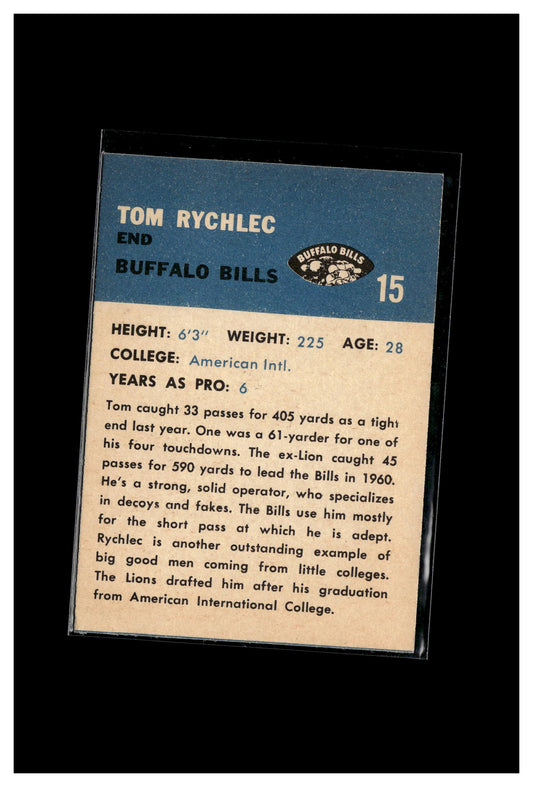 TOM RYCHLEC
END
BUFFALO BILLS
BUFFALO BILLS
15
HEIGHT: 6'3" WEIGHT: 225 AGE: 28
COLLEGE: American Intl.
YEARS AS PRO: 6
Tom caught 33 passes for 405 yards as a tight
end last year. One was a 61-yarder for one of
his four touchdowns. The ex-Lion caught 45
passes for 590 yards to lead the Bills in 1960.
He's a strong, solid operator, who specializes
in decoys and fakes. The Bills use him mostly
for the short pass at which he is adept.
Rychlec is another outstanding example of
big good men coming from little colleges.
The Lions drafted him after his graduation
from American International College.